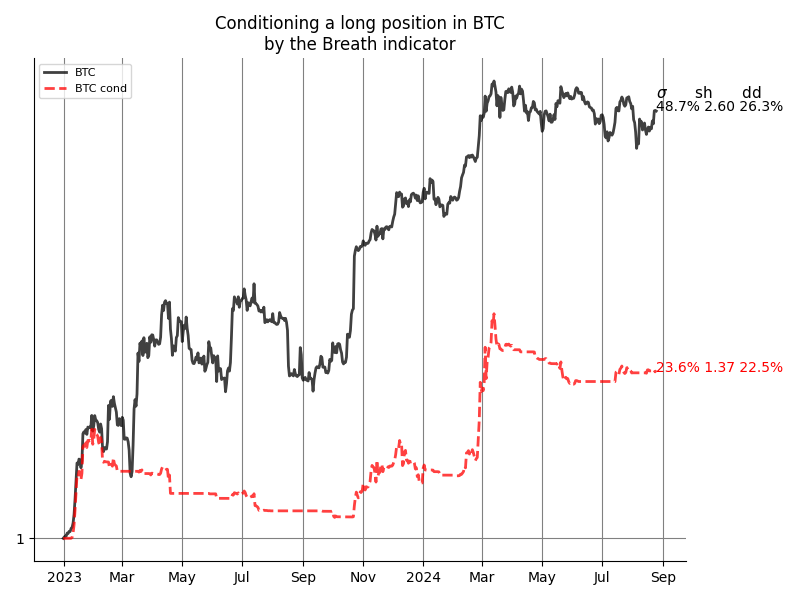 Conditioning a long position in BTC
by the Breath indicator
BTC
BTC cond
σ sh dd
48.7% 2.60 26.3%
23.6% 1.37 22.5%
1
2023 Mar May Jul Sep Nov 2024 Mar May Jul Sep